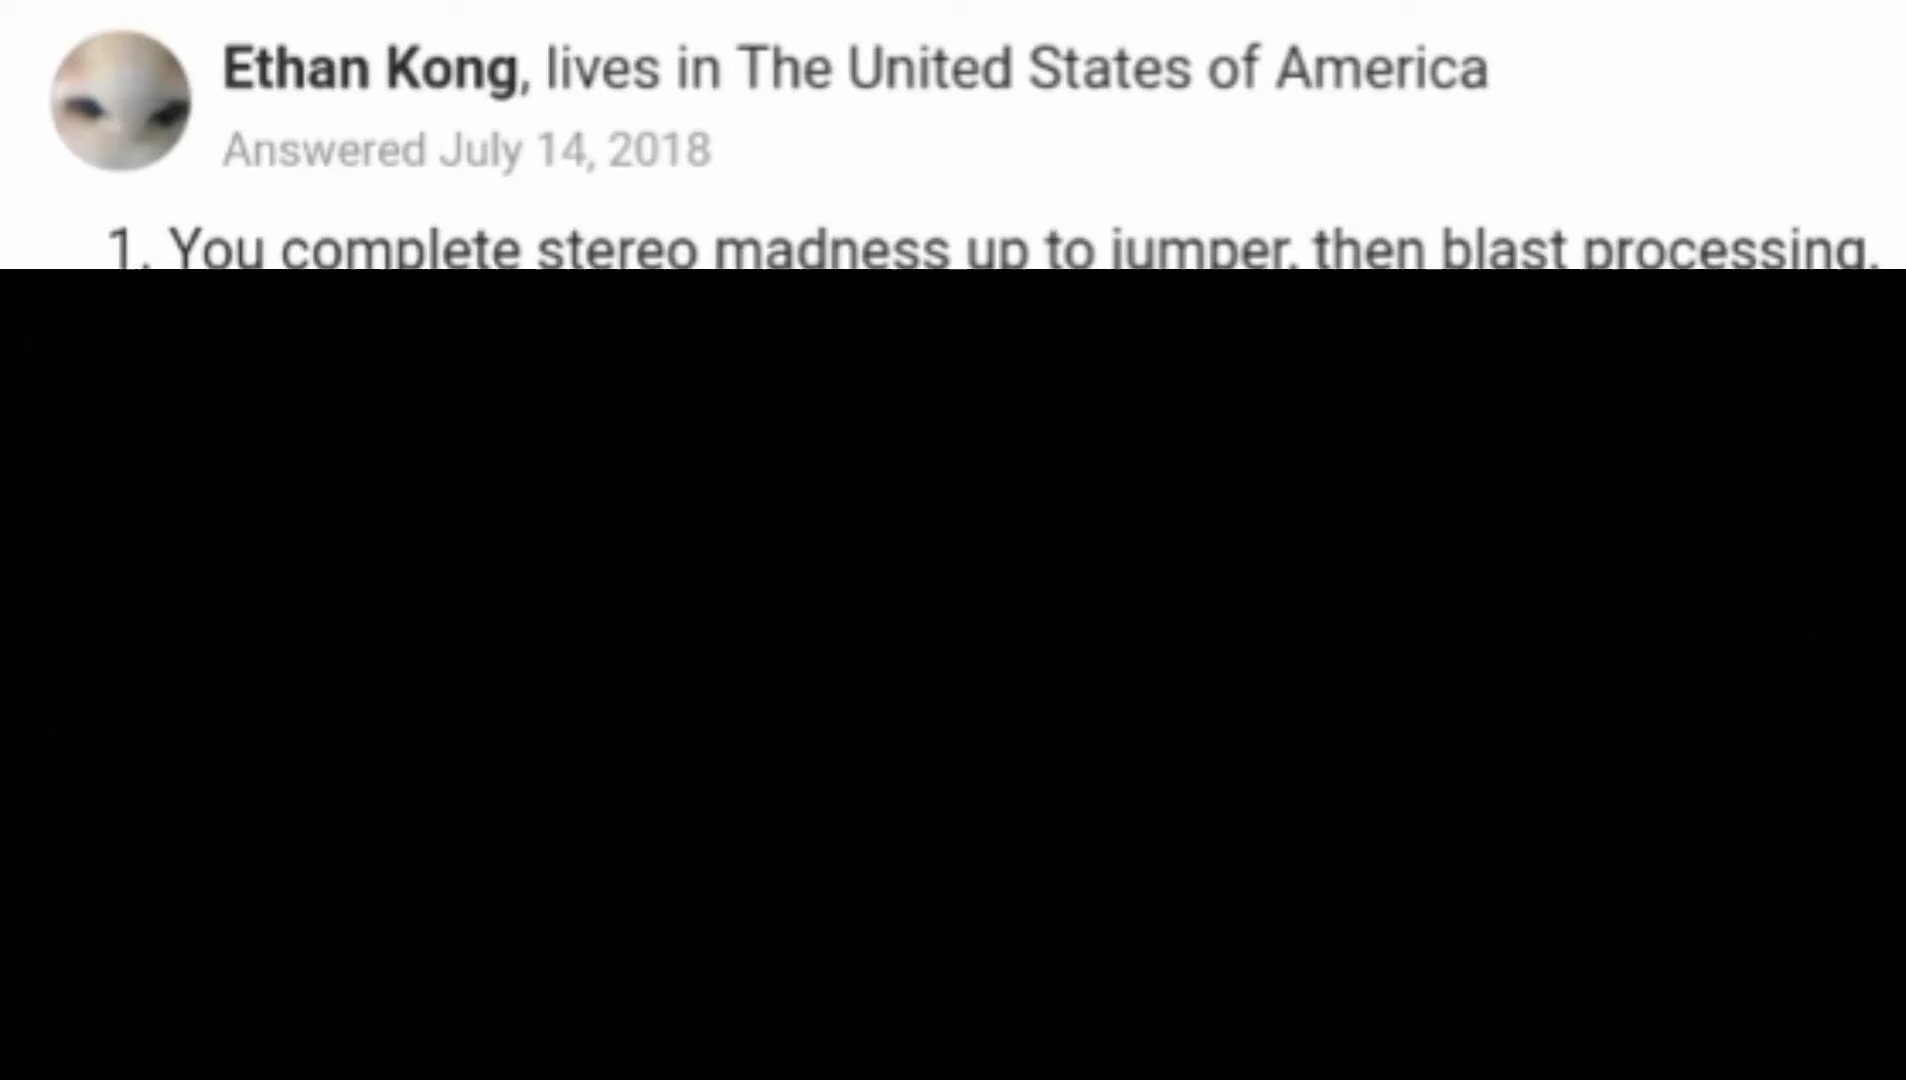 Ethan Kong, lives in The United States of America
Answered July 14, 2018
1. You complete stereo madness up to jumper, then blast processing.